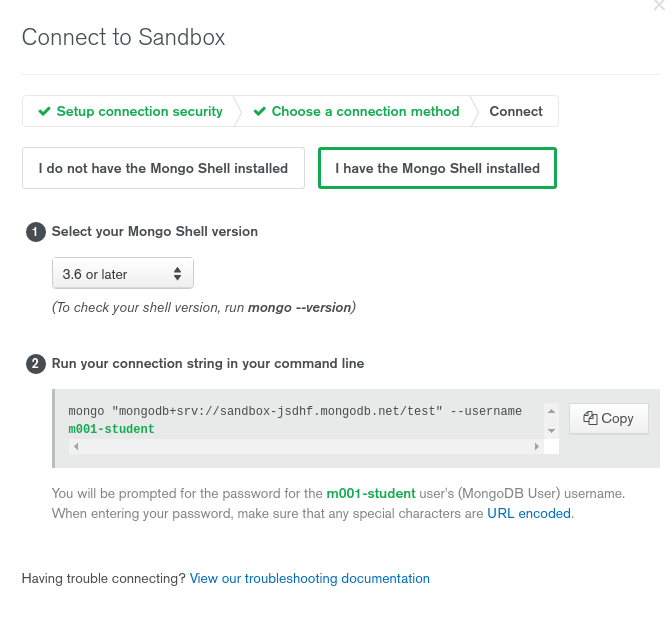 Connect to Sandbox
Setup connection security
Choose a connection method
Connect
I do not have the Mongo Shell installed
I have the Mongo Shell installed
1 Select your Mongo Shell version
3.6 or later
(To check your shell version, run mongo --version)
2 Run your connection string in your command line
mongo "mongodb+srv://sandbox-jsdhf.mongodb.net/test" --username
m001-student
Copy
You will be prompted for the password for the m001-student user's (MongoDB User) username.
When entering your password, make sure that any special characters are URL encoded.
Having trouble connecting? View our troubleshooting documentation